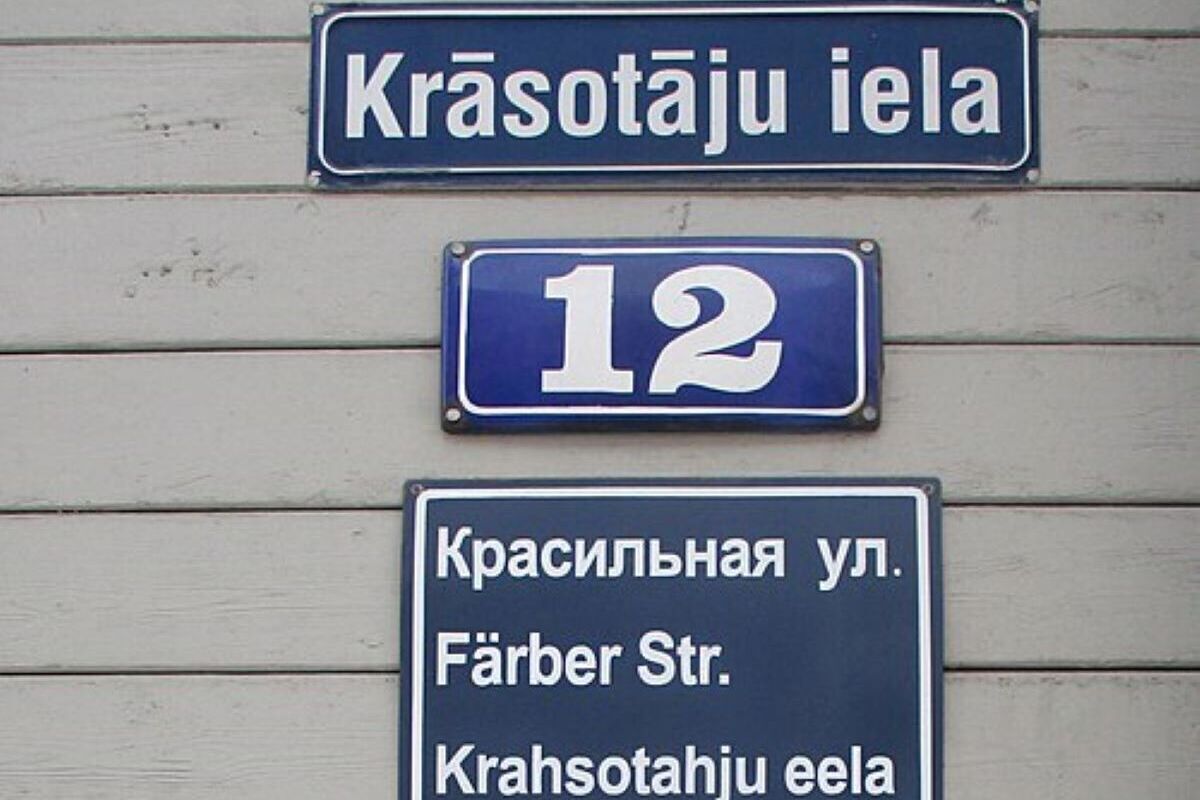 Krāsotāju iela
12
Красильная ул.
Färber Str.
Krahsotahju eela